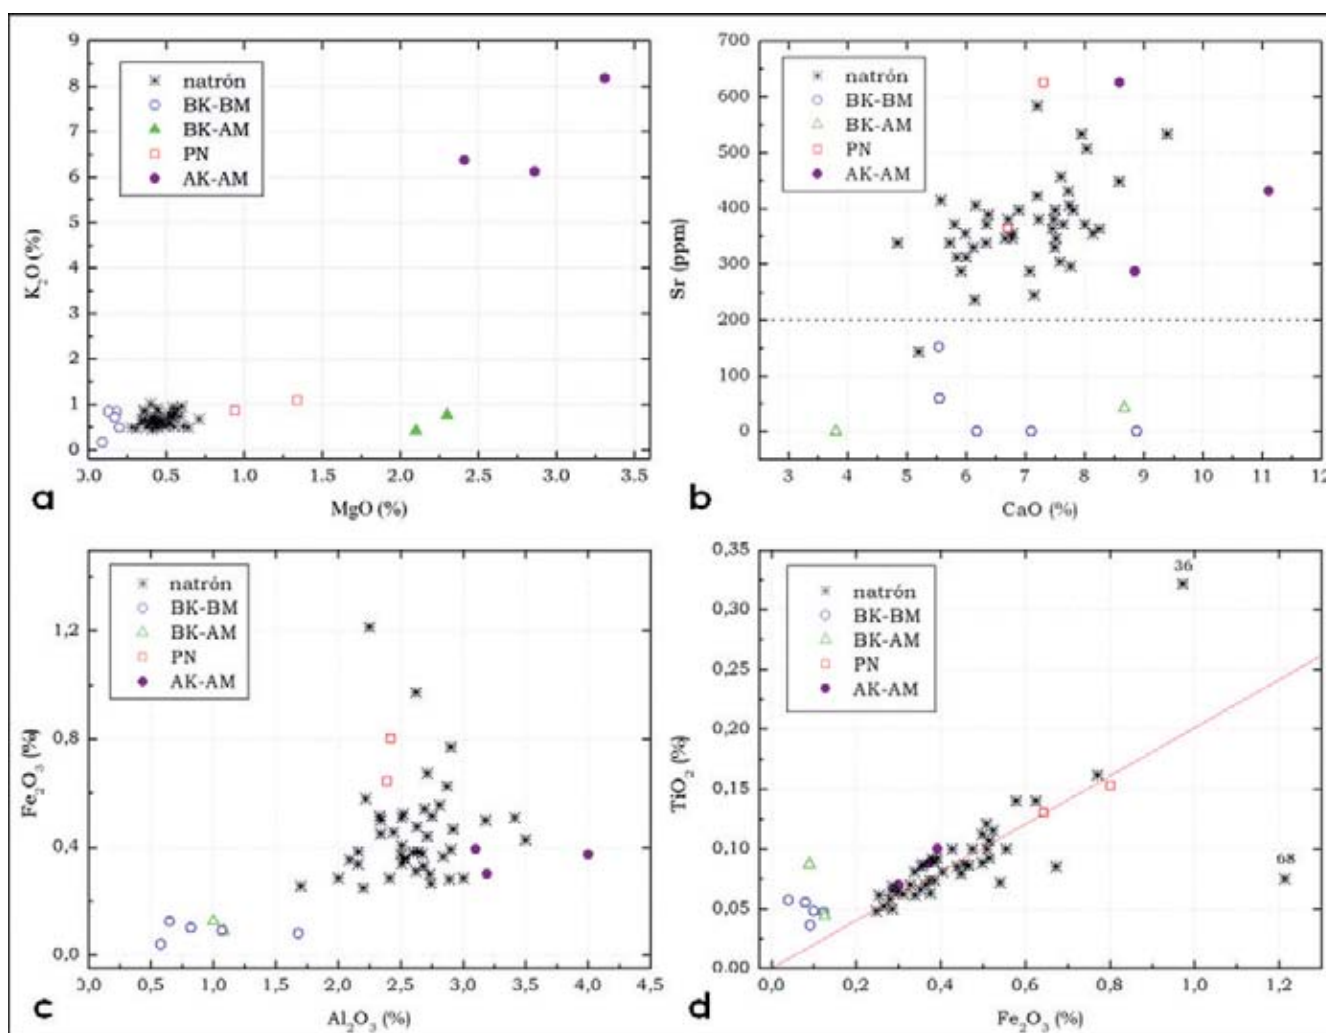 9
8
7
6
5
4
3
2
1
0
K₂O (%)
natrón
BK-BM
BK-AM
PN
AK-AM
0.0 0.5 1.0 1.5 2.0 2.5 3.0 3.5
MgO (%)
a
700
600
500
400
300
200
100
0
Sr (ppm)
natrón
BK-BM
BK-AM
PN
AK-AM
3 4 5 6 7 8 9 10 11 12
CaO (%)
b
1,2
0,8
0,4
0,0
Fe₂O₃ (%)
natrón
BK-BM
BK-AM
PN
AK-AM
0,0 0,5 1,0 1,5 2,0 2,5 3,0 3,5 4,0 4,5
Al₂O₃ (%)
c
0,35
0,30
0,25
0,20
0,15
0,10
0,05
0.00
TiO₂ (%)
natrón
BK-BM
BK-AM
PN
AK-AM
36
68
0,0 0,2 0,4 0,6 0,8 1,0 1,2
Fe₂O₃ (%)
d